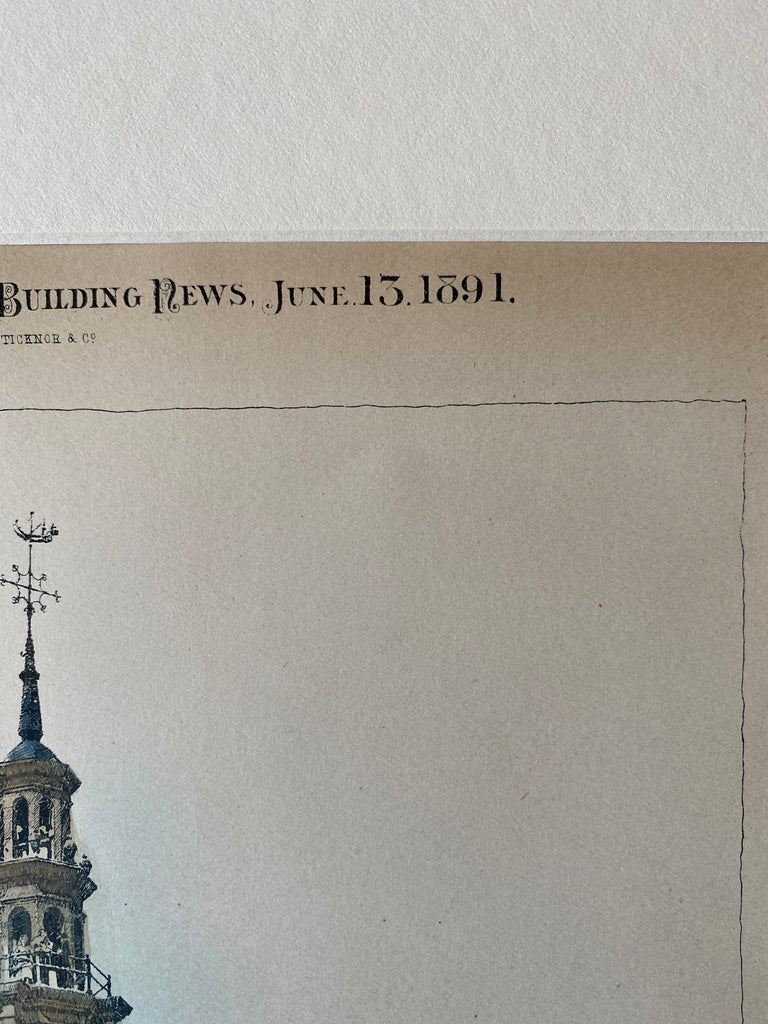 Building News, June.13.1891.
TICKNOR & Cº